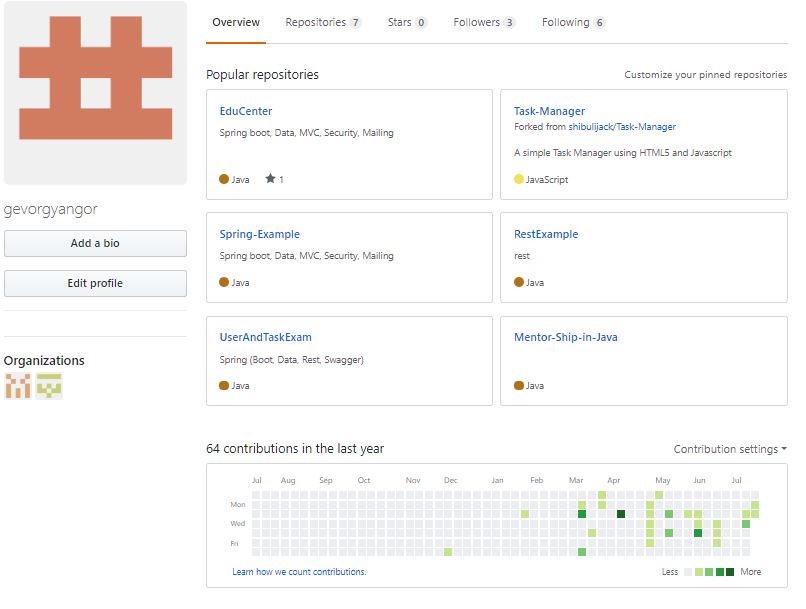 Overview Repositories 7 Stars 0 Followers 3 Following 6
Popular repositories
Customize your pinned repositories
EduCenter
Spring boot, Data, MVC, Security, Mailing
Java 1
Task-Manager
Forked from shibulijack/Task-Manager
A simple Task Manager using HTML5 and Javascript
JavaScript
gevorgyangor
Add a bio
Edit profile
Organizations
Spring-Example
Spring boot, Data, MVC, Security, Mailing
Java
RestExample
rest
Java
UserAndTaskExam
Spring (Boot, Data, Rest, Swagger)
Java
Mentor-Ship-in-Java
Java
64 contributions in the last year
Contribution settings
Jul Aug Sep Oct Nov Dec Jan Feb Mar Apr May Jun Jul
Mon
Wed
Fri
Learn how we count contributions.
Less More